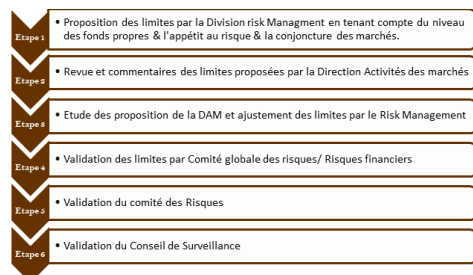 Etape 1
• Proposition des limites par la Division risk Managment en tenant compte du niveau
des fonds propres & l'appétit au risque & la conjoncture des marchés.
Etape 2
• Revue et commentaires des limites proposées par la Direction Activités des marchés
Etape 3
• Etude des proposition de la DAM et ajustement des limites par le Risk Management
Etape 4
• Validation des limites par Comité globale des risques/ Risques financiers
Etape 5
• Validation du comité des Risques
Etape 6
• Validation du Conseil de Surveillance